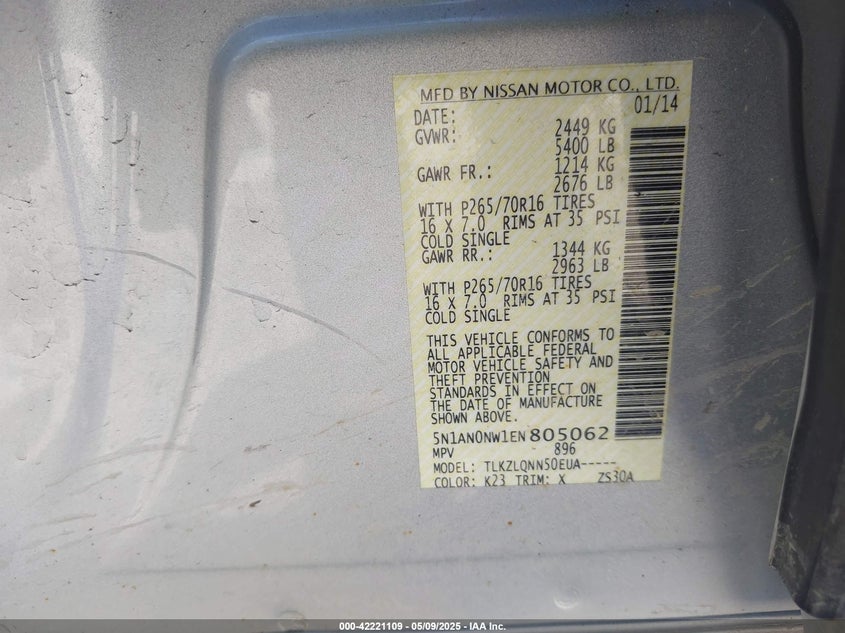 MFD BY NISSAN MOTOR CO., LTD.
DATE: 01/14
GVWR: 2449 KG
5400 LB
GAWR FR.: 1214 KG
2676 LB
WITH P265/70R16 TIRES
16 X 7.0 RIMS AT 35 PSI
COLD SINGLE
GAWR RR.: 1344 KG
2963 LB
WITH P265/70R16 TIRES
16 X 7.0 RIMS AT 35 PSI
COLD SINGLE
THIS VEHICLE CONFORMS TO
ALL APPLICABLE FEDERAL
MOTOR VEHICLE SAFETY AND
THEFT PREVENTION
STANDARDS IN EFFECT ON
THE DATE OF MANUFACTURE
SHOWN ABOVE.
5N1AN0NW1EN805062
MPV 896
MODEL: TLKZLQNN50EUA-----
COLOR: K23 TRIM: X ZS30A
000-42221109 - 05/09/2025 - IAA Inc.